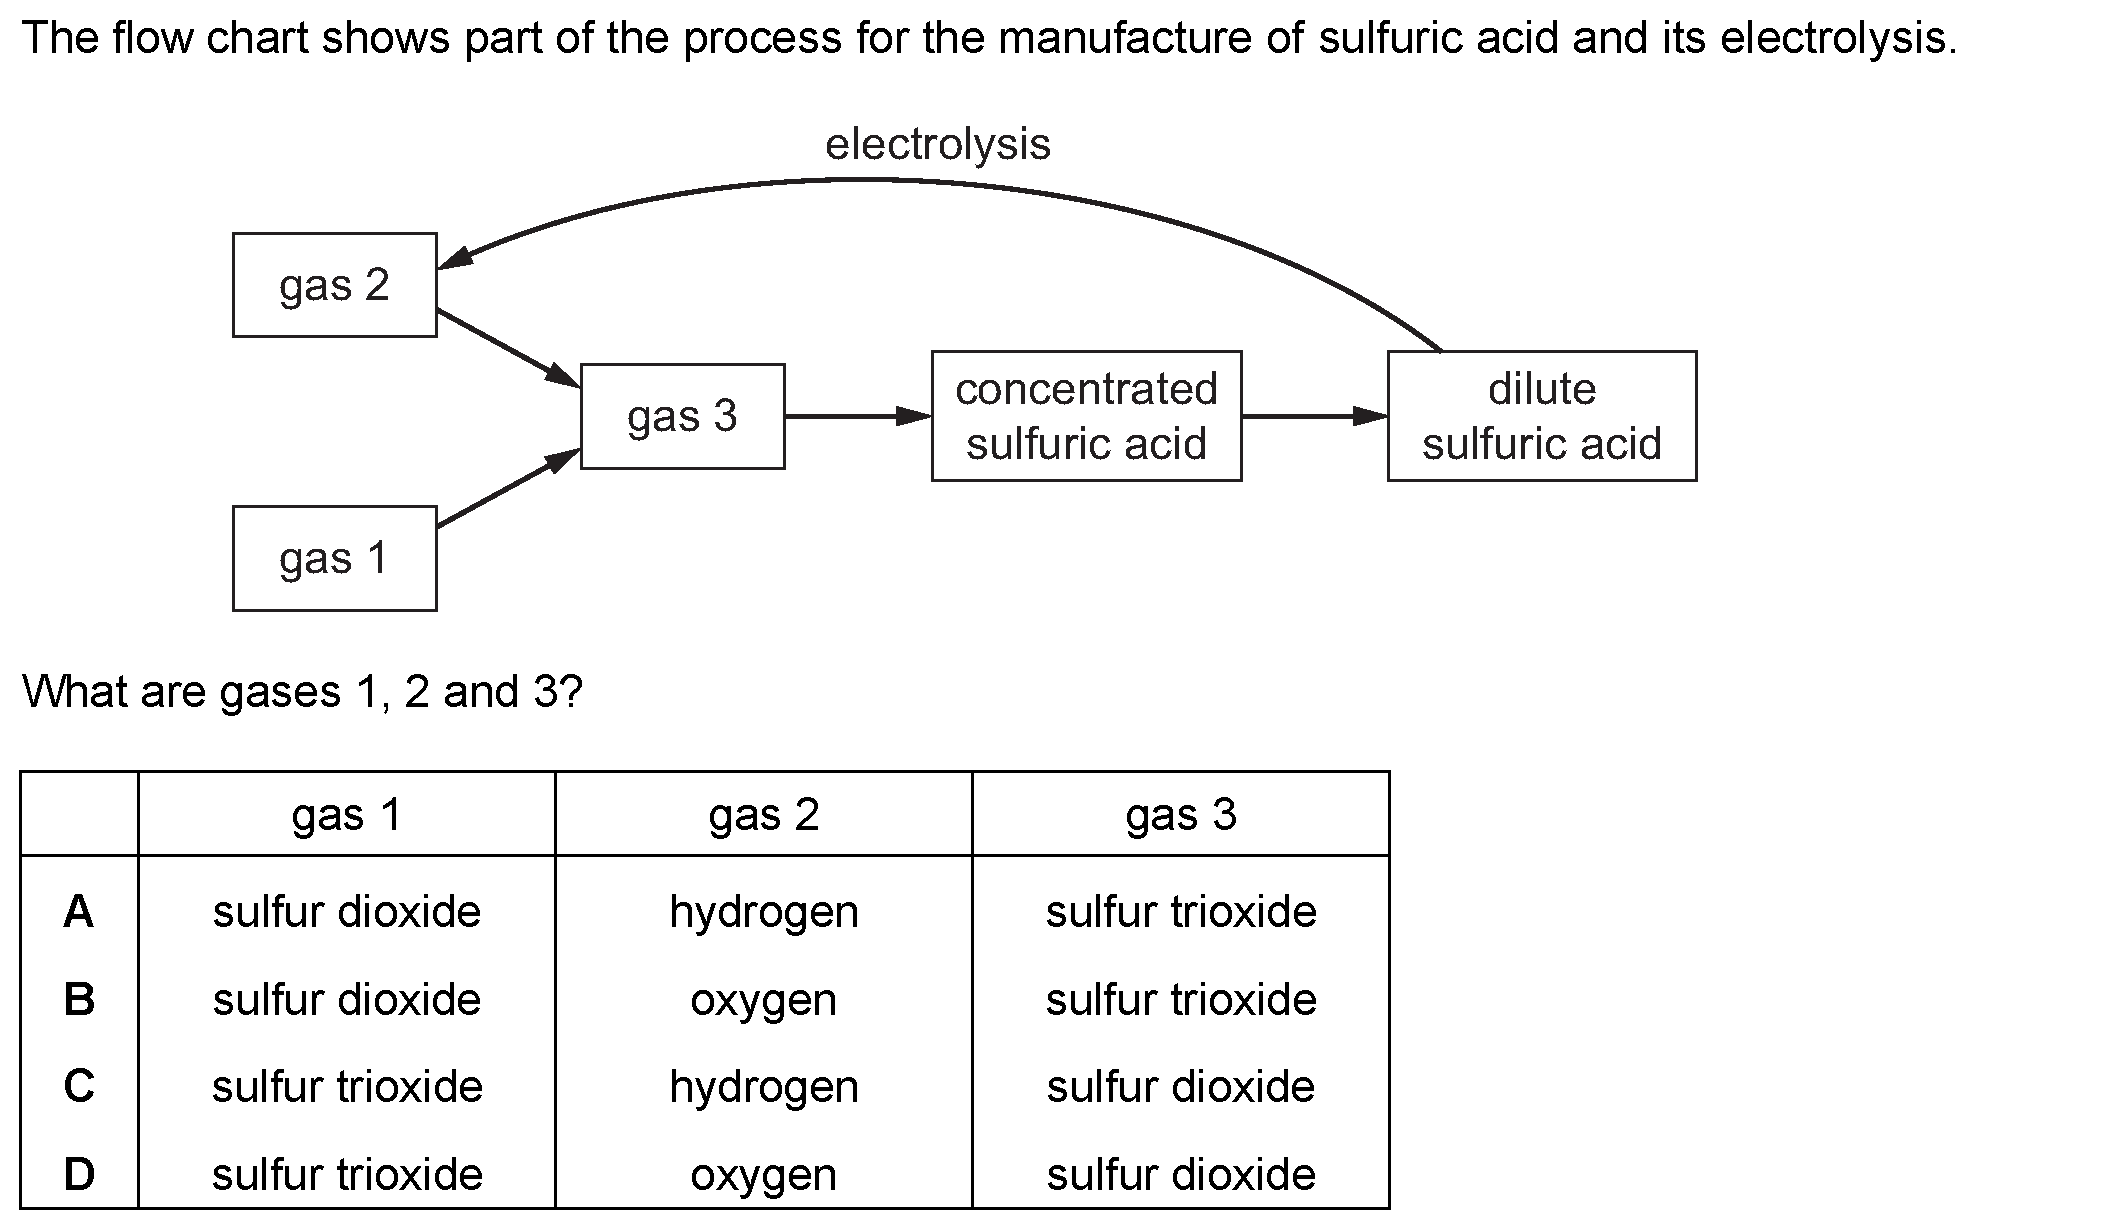 The flow chart shows part of the process for the manufacture of sulfuric acid and its electrolysis.
electrolysis
gas 2
gas 3
concentrated
sulfuric acid
dilute
sulfuric acid
gas 1
What are gases 1, 2 and 3?
gas 1 gas 2 gas 3
A sulfur dioxide hydrogen sulfur trioxide
B sulfur dioxide oxygen sulfur trioxide
C sulfur trioxide hydrogen sulfur dioxide
D sulfur trioxide oxygen sulfur dioxide